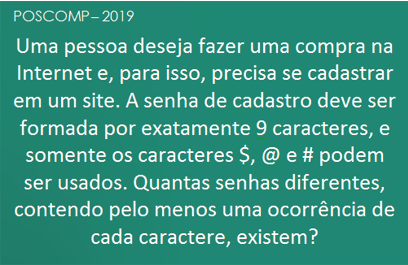 POSCOMP – 2019
Uma pessoa deseja fazer uma compra na
Internet e, para isso, precisa se cadastrar
em um site. A senha de cadastro deve ser
formada por exatamente 9 caracteres, e
somente os caracteres $, @ e # podem
ser usados. Quantas senhas diferentes,
contendo pelo menos uma ocorrência de
cada caractere, existem?